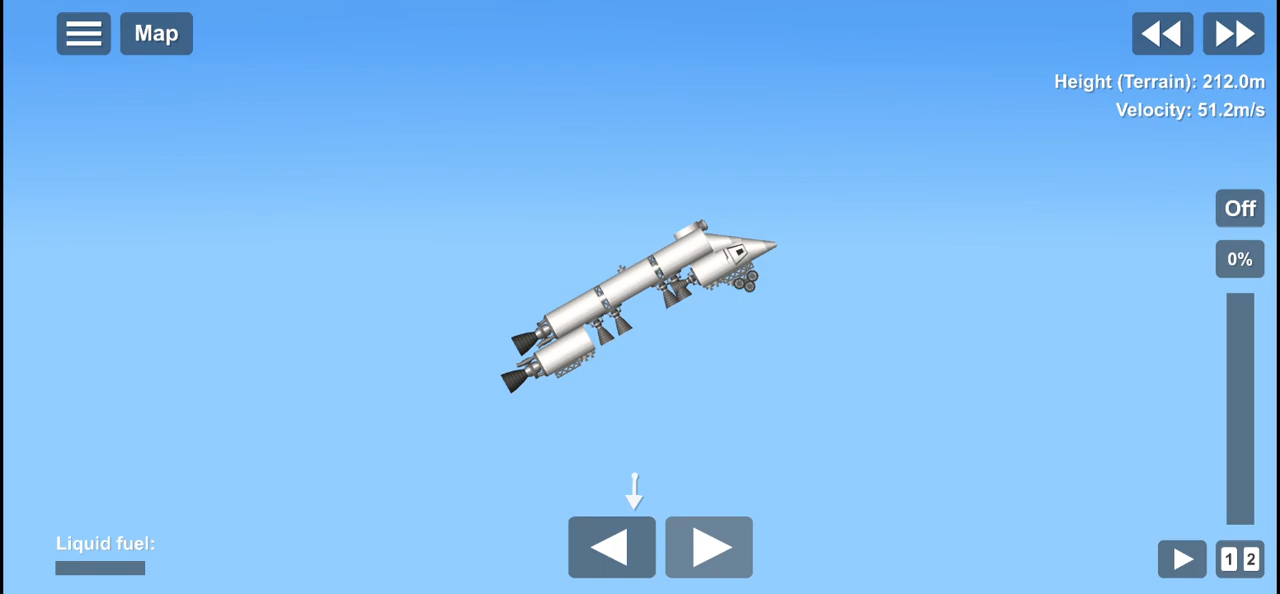 Map
Height (Terrain): 212.0m
Velocity: 51.2m/s
Off
0%
Liquid fuel:
1 2